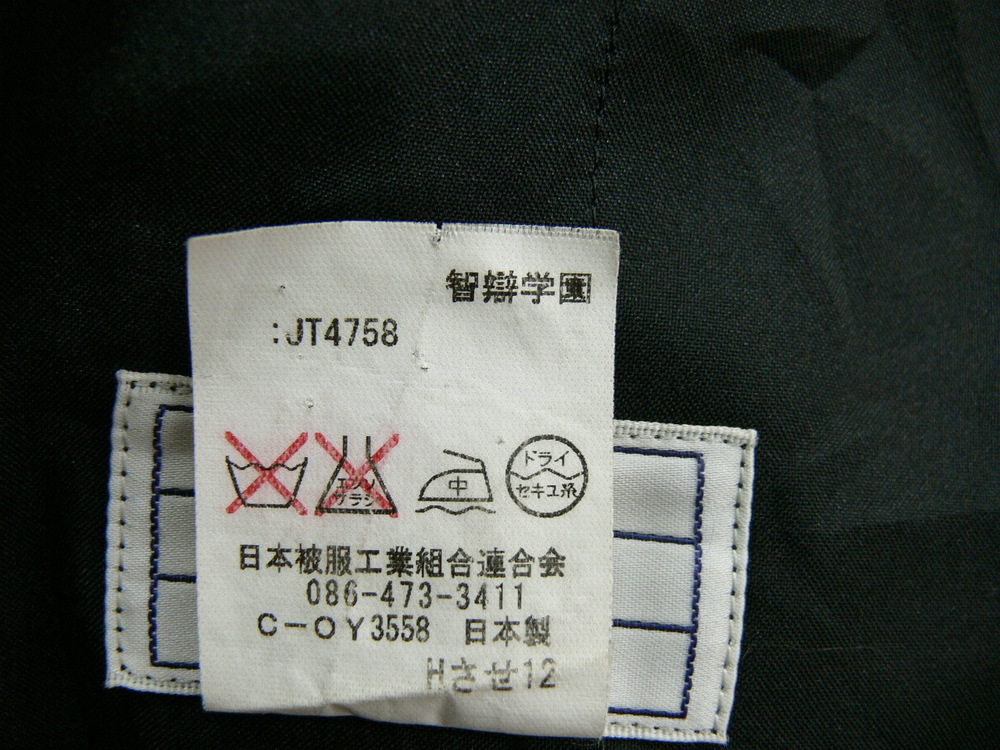 智辯学園
:JT4758
エンソ
サラシ
中
ドライ
セキユ系
日本被服工業組合連合会
086-473-3411
C-OY3558 日本製
Hさせ12